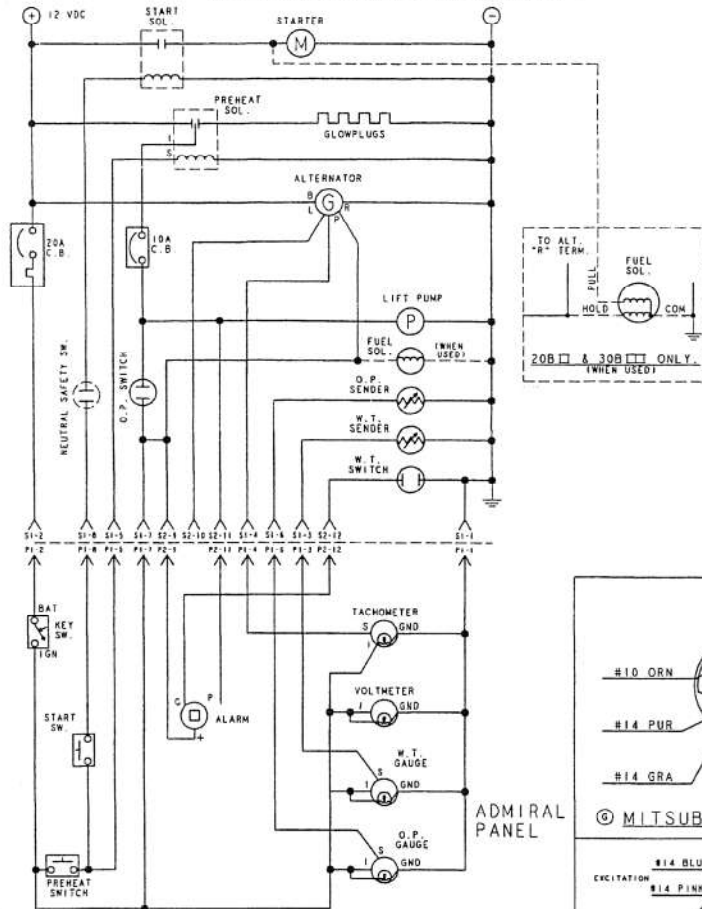 + 12 VDC
START
SOL.
STARTER
M
−
PREHEAT
SOL.
I
S
GLOWPLUGS
ALTERNATOR
B
L
G
R
P
20A
C.B.
10A
C.B.
TO ALT.
"R" TERM.
FUEL
SOL.
PULL
HOLD
COM
20B & 30B ONLY.
(WHEN USED)
LIFT PUMP
P
FUEL
SOL.
(WHEN
USED)
O.P.
SENDER
W.T.
SENDER
W.T.
SWITCH
NEUTRAL SAFETY SW.
O.P. SWITCH
S1-2 S1-8 S1-5 S1-7 S2-9 S2-10 S2-11 S1-4 S1-6 S1-3 S2-12 S1-1
P1-2 P1-8 P1-5 P1-7 P2-9 P2-11 P1-4 P1-6 P1-3 P2-12 P1-1
BAT
KEY
SW.
IGN
TACHOMETER
S
I
GND
VOLTMETER
I
GND
G
P
+
ALARM
START
SW.
W.T.
GAUGE
S
I
GND
O.P.
GAUGE
S
I
GND
PREHEAT
SWITCH
ADMIRAL
PANEL
#10 ORN
#14 PUR
#14 GRA
G MITSUB
EXCITATION
#14 BLU
#14 PINK